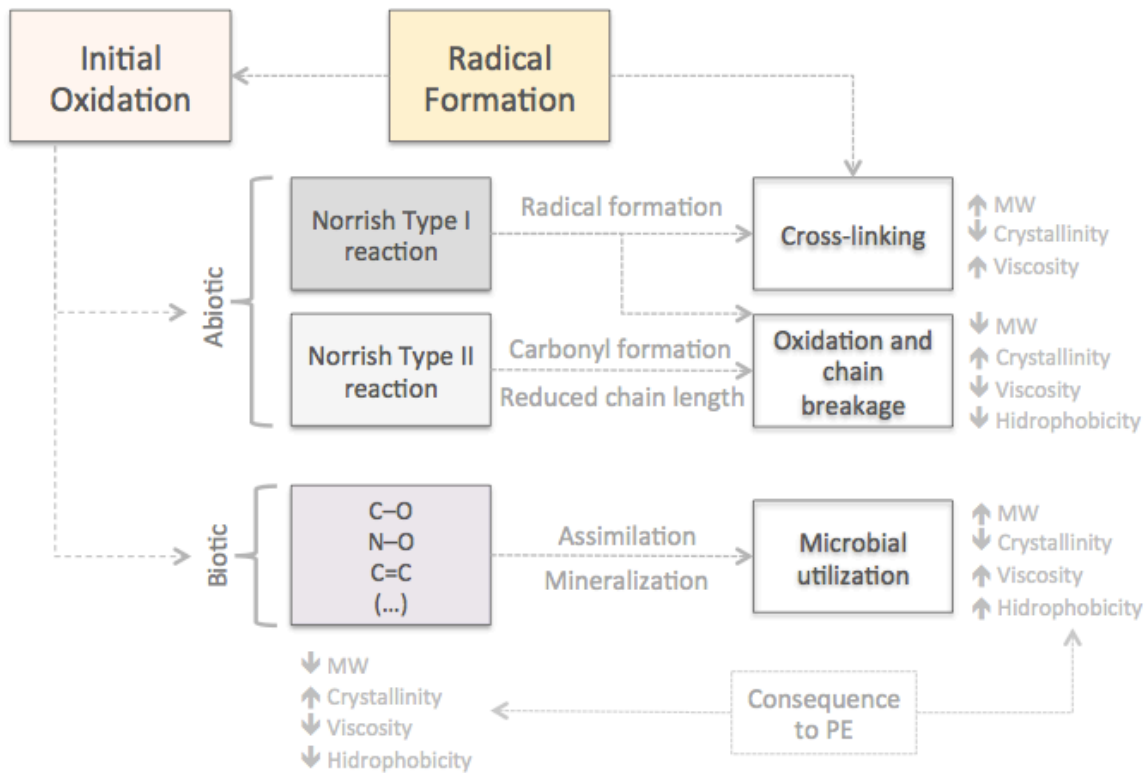 Initial
Oxidation
Radical
Formation
Abiotic
Norrish Type I
reaction
Radical formation
Cross-linking
↑ MW
↓ Crystallinity
↑ Viscosity
Norrish Type II
reaction
Carbonyl formation
Reduced chain length
Oxidation and
chain
breakage
↓ MW
↑ Crystallinity
↓ Viscosity
↓ Hidrophobicity
Biotic
C–O
N–O
C=C
(...)
Assimilation
Mineralization
Microbial
utilization
↑ MW
↓ Crystallinity
↑ Viscosity
↑ Hidrophobicity
↓ MW
↑ Crystallinity
↓ Viscosity
↓ Hidrophobicity
Consequence
to PE